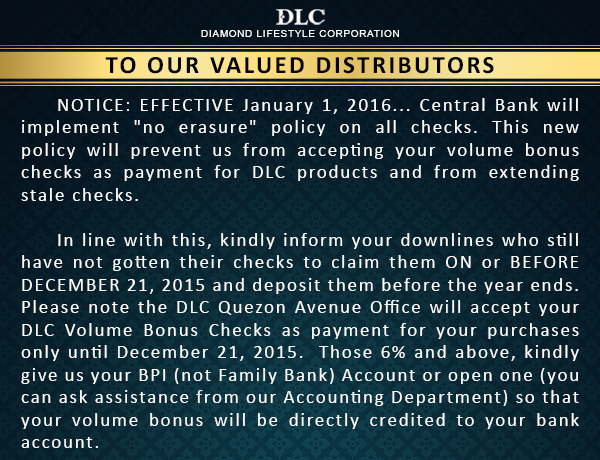 DLC
DIAMOND LIFESTYLE CORPORATION
TO OUR VALUED DISTRIBUTORS
NOTICE: EFFECTIVE January 1, 2016... Central Bank will
implement "no erasure" policy on all checks. This new
policy will prevent us from accepting your volume bonus
checks as payment for DLC products and from extending
stale checks.
In line with this, kindly inform your downlines who still
have not gotten their checks to claim them ON or BEFORE
DECEMBER 21, 2015 and deposit them before the year ends.
Please note the DLC Quezon Avenue Office will accept your
DLC Volume Bonus Checks as payment for your purchases
only until December 21, 2015. Those 6% and above, kindly
give us your BPI (not Family Bank) Account or open one (you
can ask assistance from our Accounting Department) so that
your volume bonus will be directly credited to your bank
account.